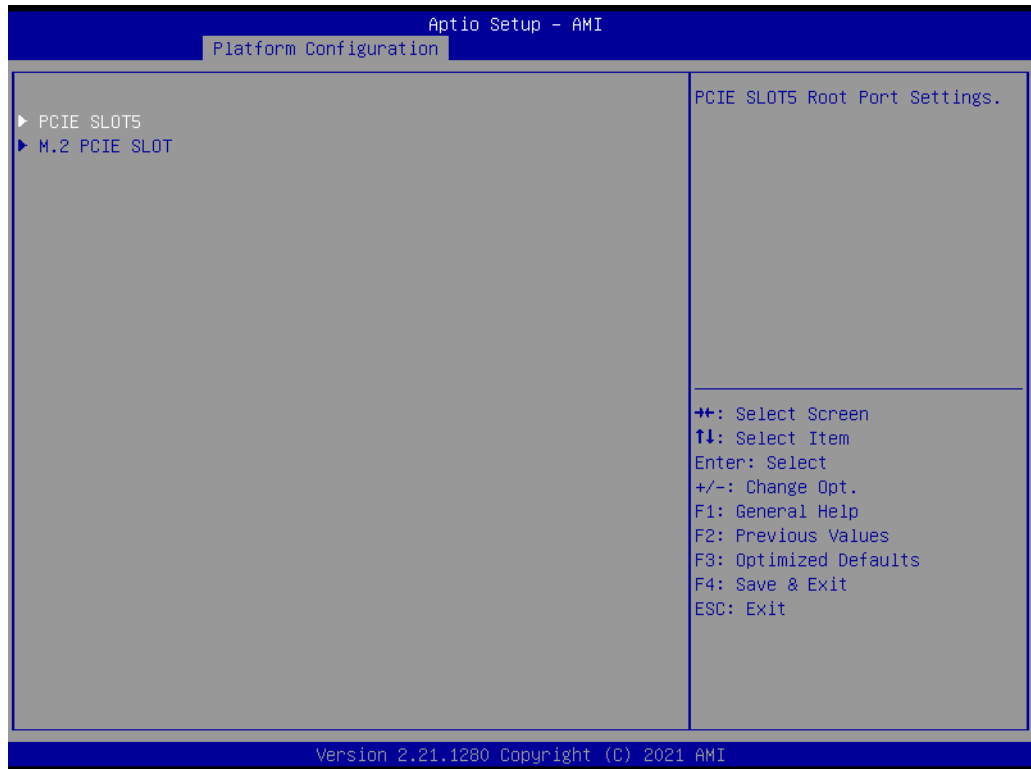 Aptio Setup – AMI
Platform Configuration
PCIE SLOT5
M.2 PCIE SLOT
PCIE SLOT5 Root Port Settings.
→←: Select Screen
↑↓: Select Item
Enter: Select
+/-: Change Opt.
F1: General Help
F2: Previous Values
F3: Optimized Defaults
F4: Save & Exit
ESC: Exit
Version 2.21.1280 Copyright (C) 2021 AMI